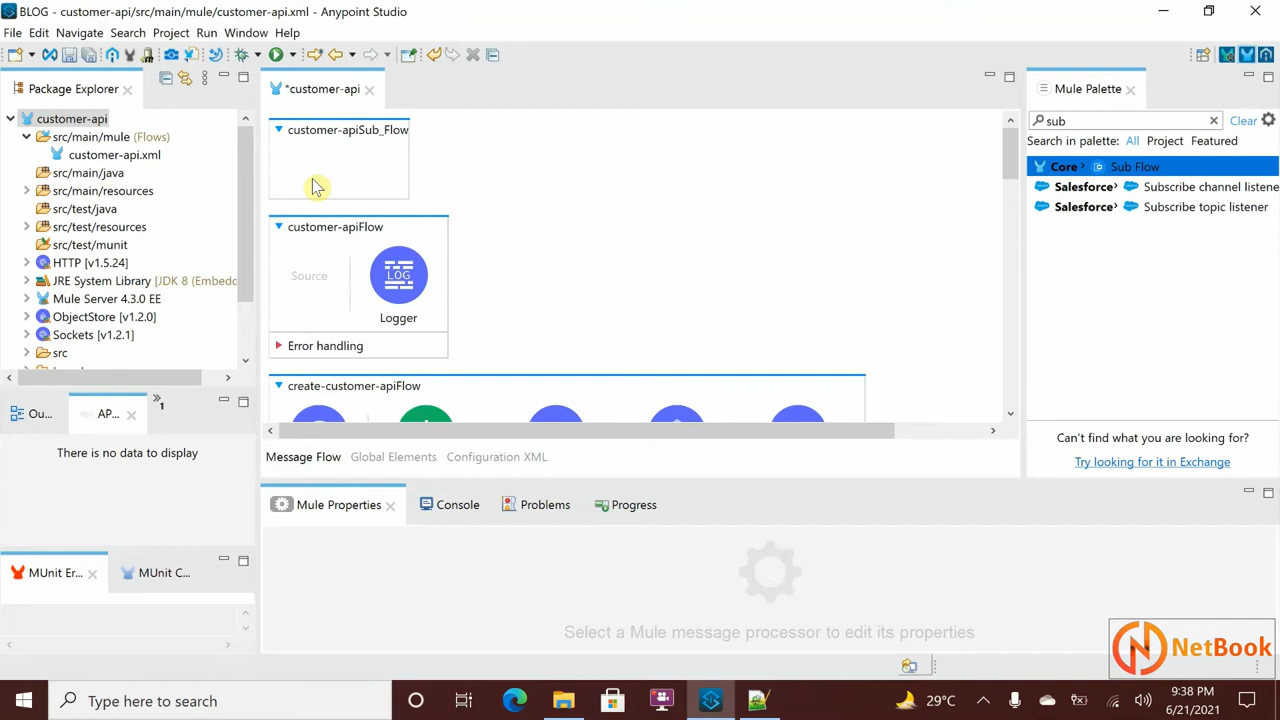 BLOG - customer-api/src/main/mule/customer-api.xml - Anypoint Studio
File Edit Navigate Search Project Run Window Help
Package Explorer
customer-api
src/main/mule (Flows)
customer-api.xml
src/main/java
src/main/resources
src/test/java
src/test/resources
src/test/munit
HTTP [v1.5.24]
JRE System Library [JDK 8 (Embedd
Mule Server 4.3.0 EE
ObjectStore [v1.2.0]
Sockets [v1.2.1]
src
Ou...
AP...
1
There is no data to display
MUnit Er...
MUnit C...
*customer-api
customer-apiSub_Flow
customer-apiFlow
Source
LOG
Logger
Error handling
create-customer-apiFlow
Message Flow Global Elements Configuration XML
Mule Properties
Console
Problems
Progress
Select a Mule message processor to edit its properties
Mule Palette
sub
Clear
Search in palette: All Project Featured
Core Sub Flow
Salesforce Subscribe channel listene
Salesforce Subscribe topic listener
Can't find what you are looking for?
Try looking for it in Exchange
NetBook
Type here to search
29°C
9:38 PM
6/21/2021